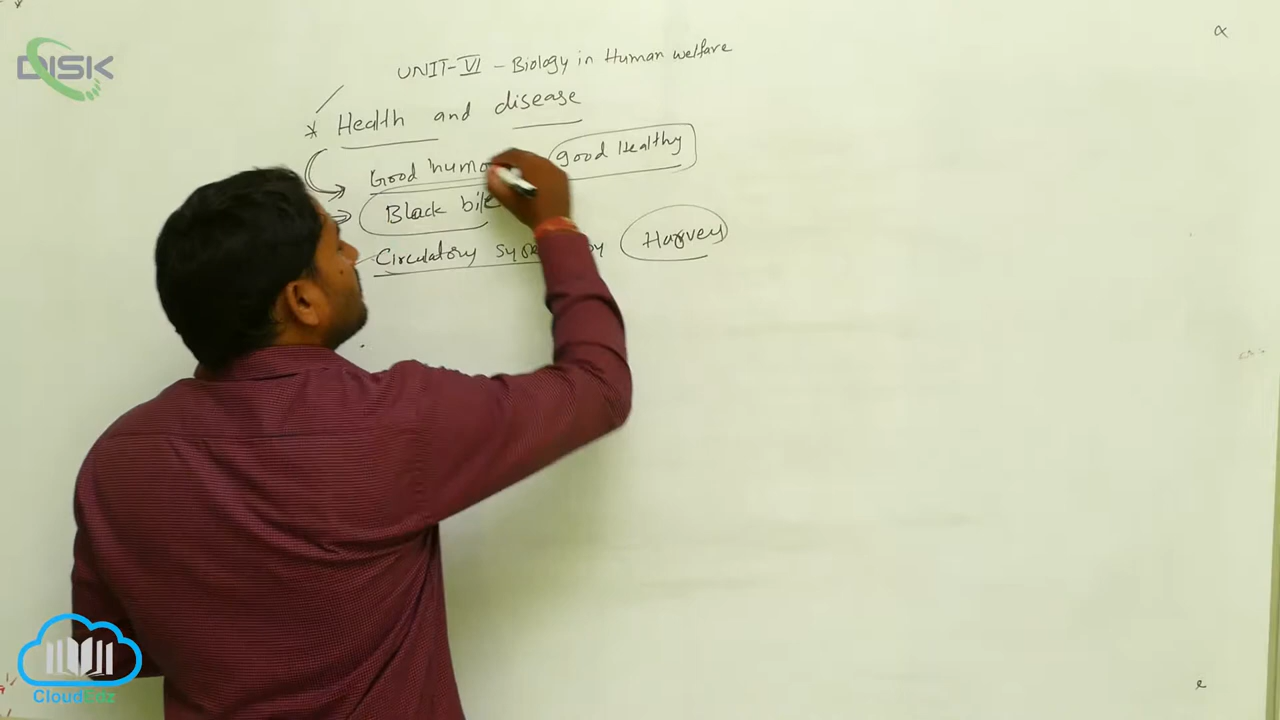 DISK
UNIT-VI - Biology in Human welfare
* Health and disease
Good humo good Healthy
Black bile
Circulatory by Harvey
CloudEdz